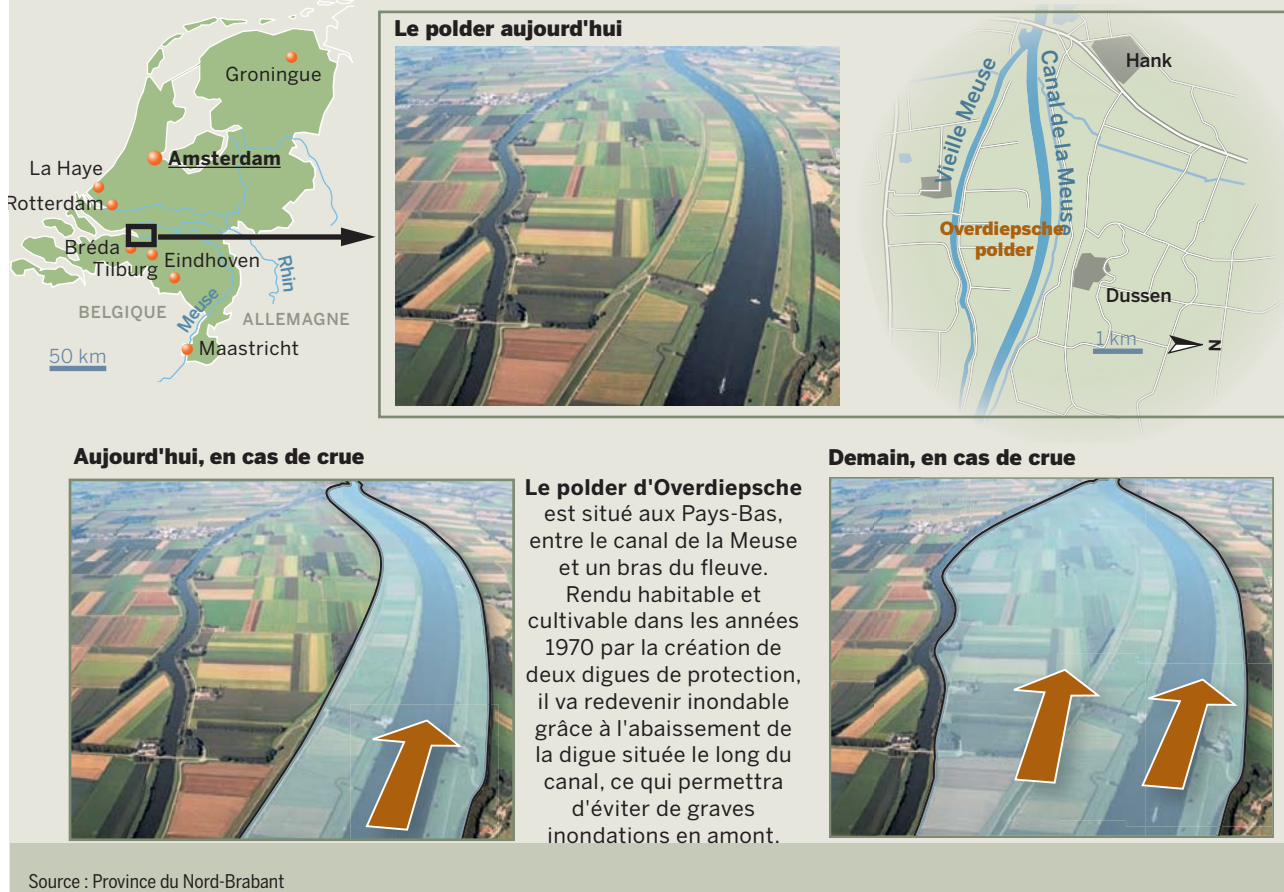 Groningue
Amsterdam
La Haye
Rotterdam
Bréda
Tilburg
Eindhoven
Rhin
BELGIQUE
Meuse
ALLEMAGNE
50 km
Maastricht
Le polder aujourd'hui
Hank
Canal de la Meuse
Vieille Meuse
Overdiepsche
polder
Dussen
1 km
N
Aujourd'hui, en cas de crue
Le polder d'Overdiepsche
est situé aux Pays-Bas,
entre le canal de la Meuse
et un bras du fleuve.
Rendu habitable et
cultivable dans les années
1970 par la création de
deux digues de protection,
il va redevenir inondable
grâce à l'abaissement de
la digue située le long du
canal, ce qui permettra
d'éviter de graves
inondations en amont.
Demain, en cas de crue
Source : Province du Nord-Brabant